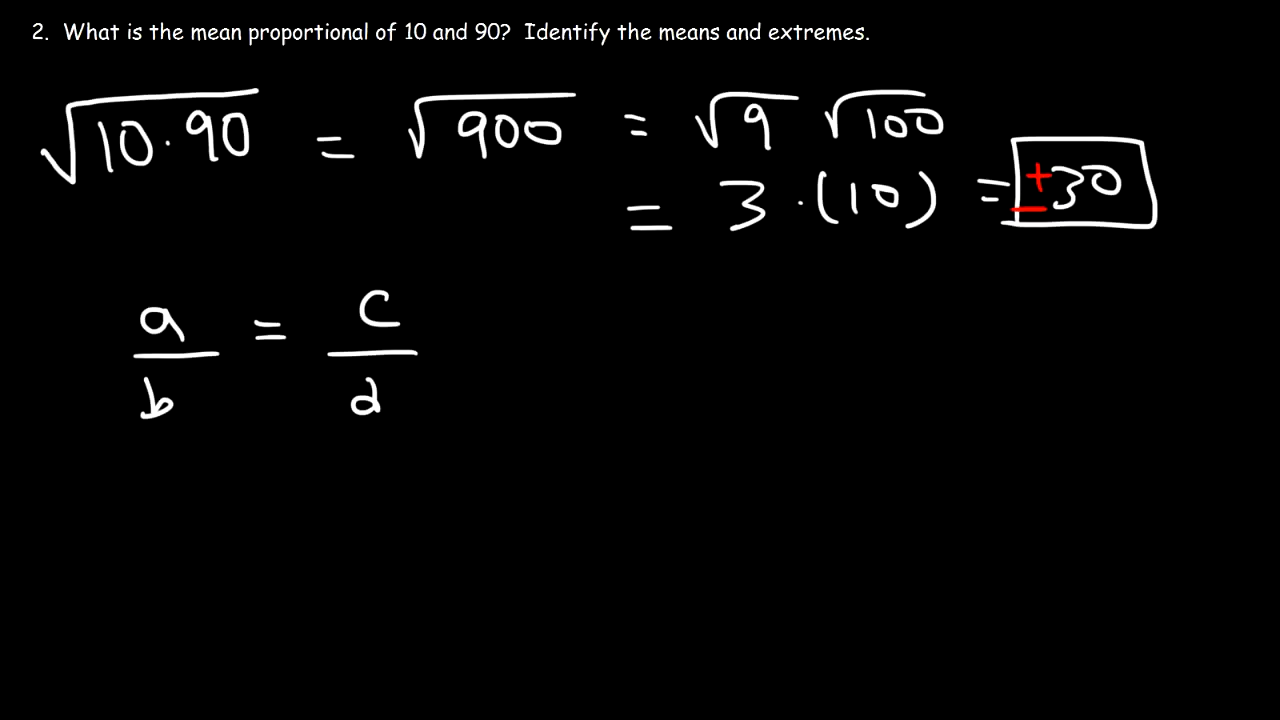 2. What is the mean proportional of 10 and 90? Identify the means and extremes.
√10·90 = √900 = √9 √100
= 3·(10) = ±30
a/b = c/d